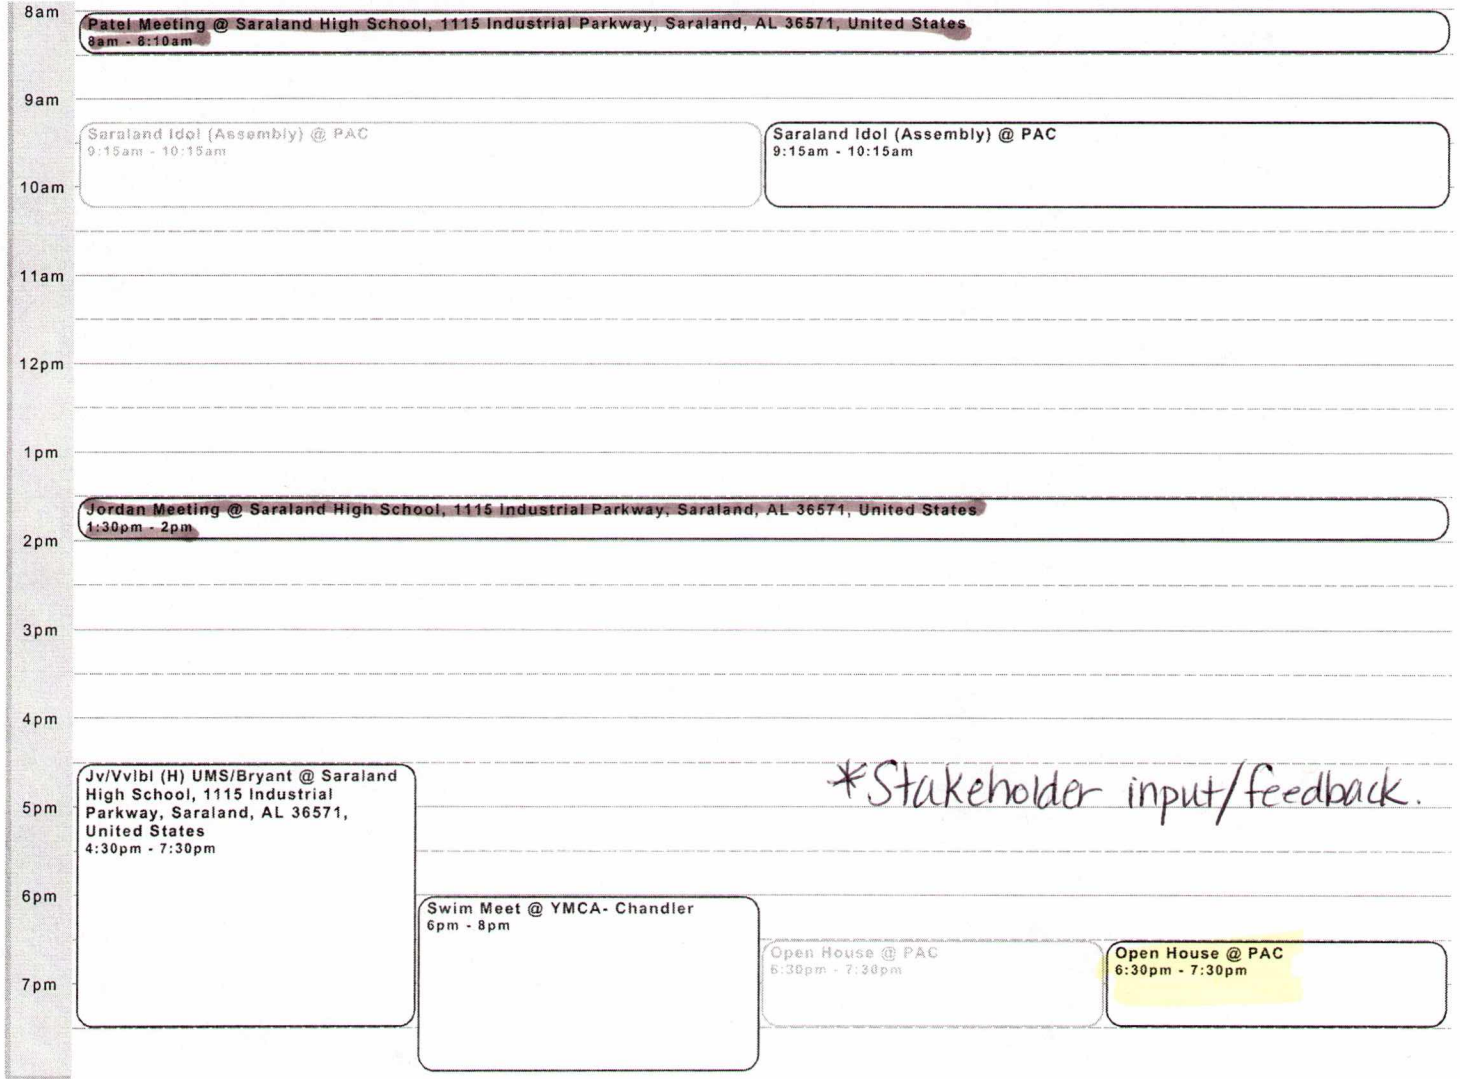 8am
Patel Meeting @ Saraland High School, 1115 Industrial Parkway, Saraland, AL 36571, United States
8am - 8:10am
9am
Saraland Idol (Assembly) @ PAC
9:15am - 10:15am
Saraland Idol (Assembly) @ PAC
9:15am - 10:15am
10am
11am
12pm
1pm
Jordan Meeting @ Saraland High School, 1115 Industrial Parkway, Saraland, AL 36571, United States
1:30pm - 2pm
2pm
3pm
4pm
Jv/Vvlbl (H) UMS/Bryant @ Saraland
High School, 1115 Industrial
Parkway, Saraland, AL 36571,
United States
4:30pm - 7:30pm
*Stakeholder input/feedback.
5pm
6pm
Swim Meet @ YMCA- Chandler
6pm - 8pm
Open House @ PAC
6:30pm - 7:30pm
Open House @ PAC
6:30pm - 7:30pm
7pm